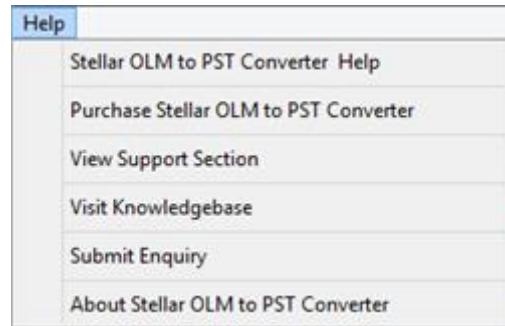 Help
Stellar OLM to PST Converter Help
Purchase Stellar OLM to PST Converter
View Support Section
Visit Knowledgebase
Submit Enquiry
About Stellar OLM to PST Converter